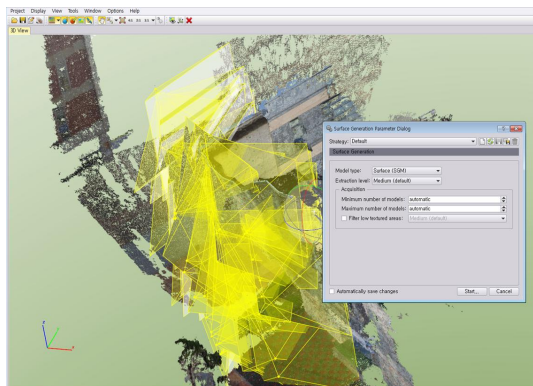 Project Display View Tools Window Options Help
3D View
Surface Generation Parameter Dialog
Strategy: Default
Surface Generation
Model type: Surface (SGM)
Extraction level: Medium (default)
Acquisition
Minimum number of models: automatic
Maximum number of models: automatic
Filter low textured areas: Medium (default)
Automatically save changes Start... Cancel